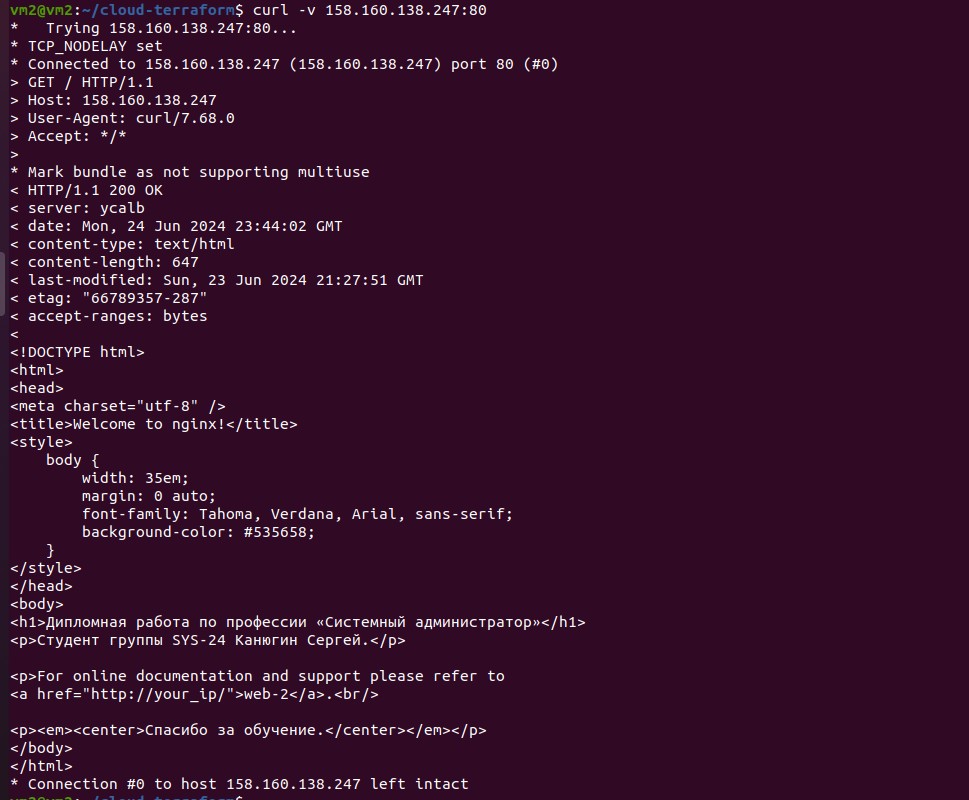 vm2@vm2:~/cloud-terraform$ curl -v 158.160.138.247:80
*   Trying 158.160.138.247:80...
* TCP_NODELAY set
* Connected to 158.160.138.247 (158.160.138.247) port 80 (#0)
> GET / HTTP/1.1
> Host: 158.160.138.247
> User-Agent: curl/7.68.0
> Accept: */*
>
* Mark bundle as not supporting multiuse
< HTTP/1.1 200 OK
< server: ycalb
< date: Mon, 24 Jun 2024 23:44:02 GMT
< content-type: text/html
< content-length: 647
< last-modified: Sun, 23 Jun 2024 21:27:51 GMT
< etag: "66789357-287"
< accept-ranges: bytes
<
<!DOCTYPE html>
<html>
<head>
<meta charset="utf-8" />
<title>Welcome to nginx!</title>
<style>
    body {
        width: 35em;
        margin: 0 auto;
        font-family: Tahoma, Verdana, Arial, sans-serif;
        background-color: #535658;
    }
</style>
</head>
<body>
<h1>Дипломная работа по профессии «Системный администратор»</h1>
<p>Студент группы SYS-24 Канюгин Сергей.</p>

<p>For online documentation and support please refer to
<a href="http://your_ip/">web-2</a>.<br/>

<p><em><center>Спасибо за обучение.</center></em></p>
</body>
</html>
* Connection #0 to host 158.160.138.247 left intact
vm2@vm2:~/cloud-terraform$